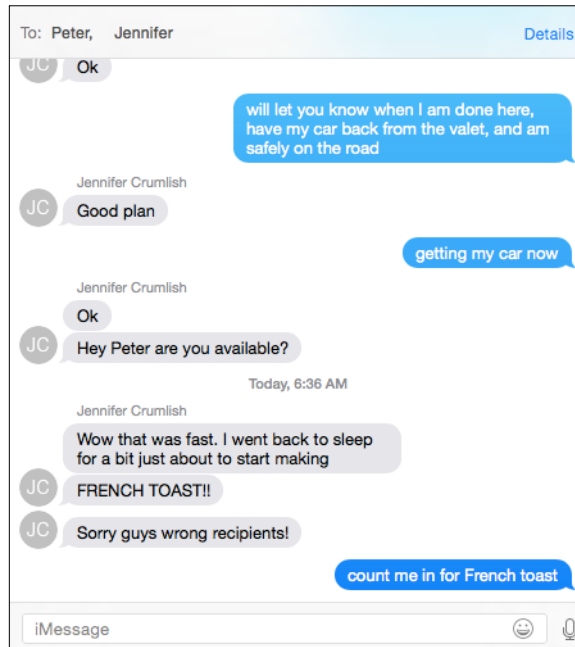 To: Peter, Jennifer Details
JC Ok
will let you know when I am done here,
have my car back from the valet, and am
safely on the road
Jennifer Crumlish
JC Good plan
getting my car now
Jennifer Crumlish
Ok
JC Hey Peter are you available?
Today, 6:36 AM
Jennifer Crumlish
Wow that was fast. I went back to sleep
for a bit just about to start making
JC FRENCH TOAST!!
JC Sorry guys wrong recipients!
count me in for French toast
iMessage